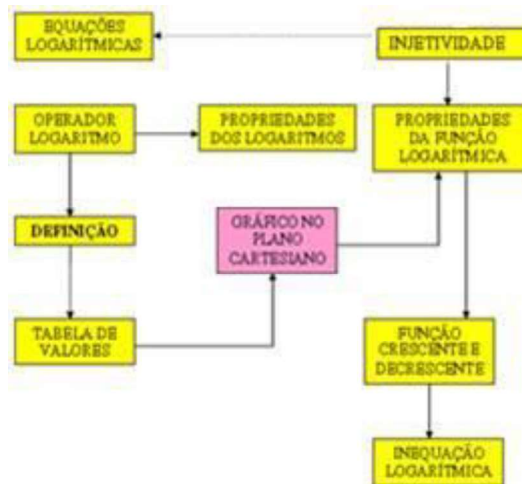 EQUAÇÕES
LOGARÍTMICAS
INJETIVIDADE
OPERADOR
LOGARITMO
PROPRIEDADES
DOS LOGARITMOS
PROPRIEDADES
DA FUNÇÃO
LOGARÍTMICA
DEFINIÇÃO
GRÁFICO NO
PLANO
CARTESIANO
TABELA DE
VALORES
FUNÇÃO
CRESCENTE E
DECRESCENTE
INEQUAÇÃO
LOGARÍTMICA